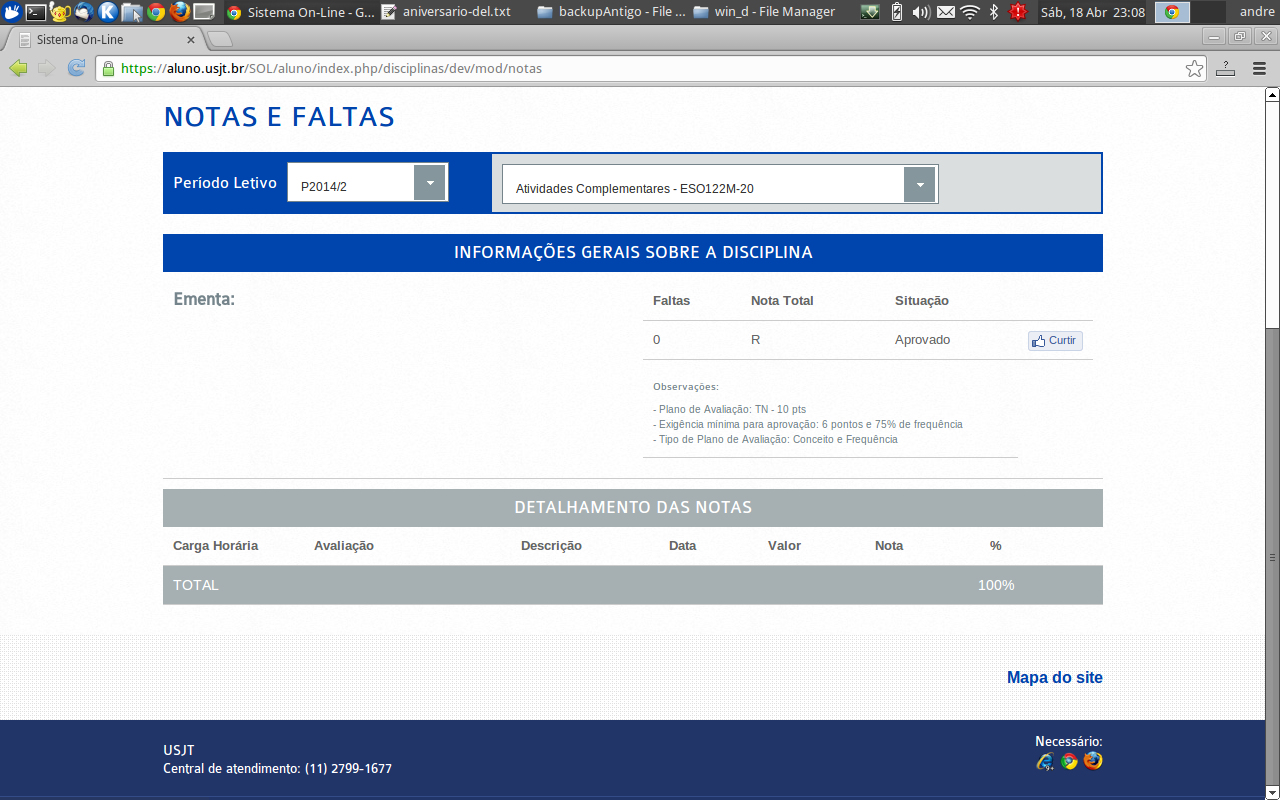 Sistema On-Line - G... aniversario-del.txt backupAntigo - File ... win_d - File Manager Sáb, 18 Abr 23:08 andre
Sistema On-Line
https://aluno.usjt.br/SOL/aluno/index.php/disciplinas/dev/mod/notas
NOTAS E FALTAS
Período Letivo P2014/2 Atividades Complementares - ESO122M-20
INFORMAÇÕES GERAIS SOBRE A DISCIPLINA
Ementa:
Faltas Nota Total Situação
0 R Aprovado Curtir
Observações:
- Plano de Avaliação: TN - 10 pts
- Exigência mínima para aprovação: 6 pontos e 75% de frequência
- Tipo de Plano de Avaliação: Conceito e Frequência
DETALHAMENTO DAS NOTAS
Carga Horária Avaliação Descrição Data Valor Nota %
TOTAL 100%
Mapa do site
USJT
Central de atendimento: (11) 2799-1677
Necessário: